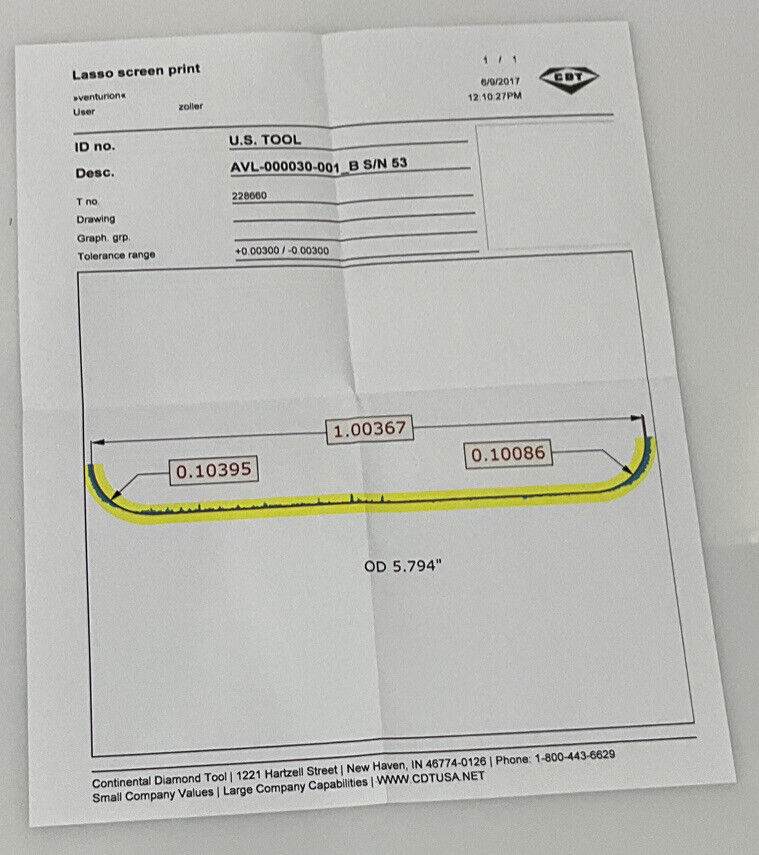 Lasso screen print
1 / 1
»venturion«
6/9/2017
CDT
User zoller
12:10:27PM
ID no. U.S. TOOL
Desc. AVL-000030-001_B S/N 53
T no. 228660
Drawing
Graph. grp.
Tolerance range +0.00300 / -0.00300
1.00367
0.10395
0.10086
OD 5.794"
Continental Diamond Tool | 1221 Hartzell Street | New Haven, IN 46774-0126 | Phone: 1-800-443-6629
Small Company Values | Large Company Capabilities | WWW.CDTUSA.NET